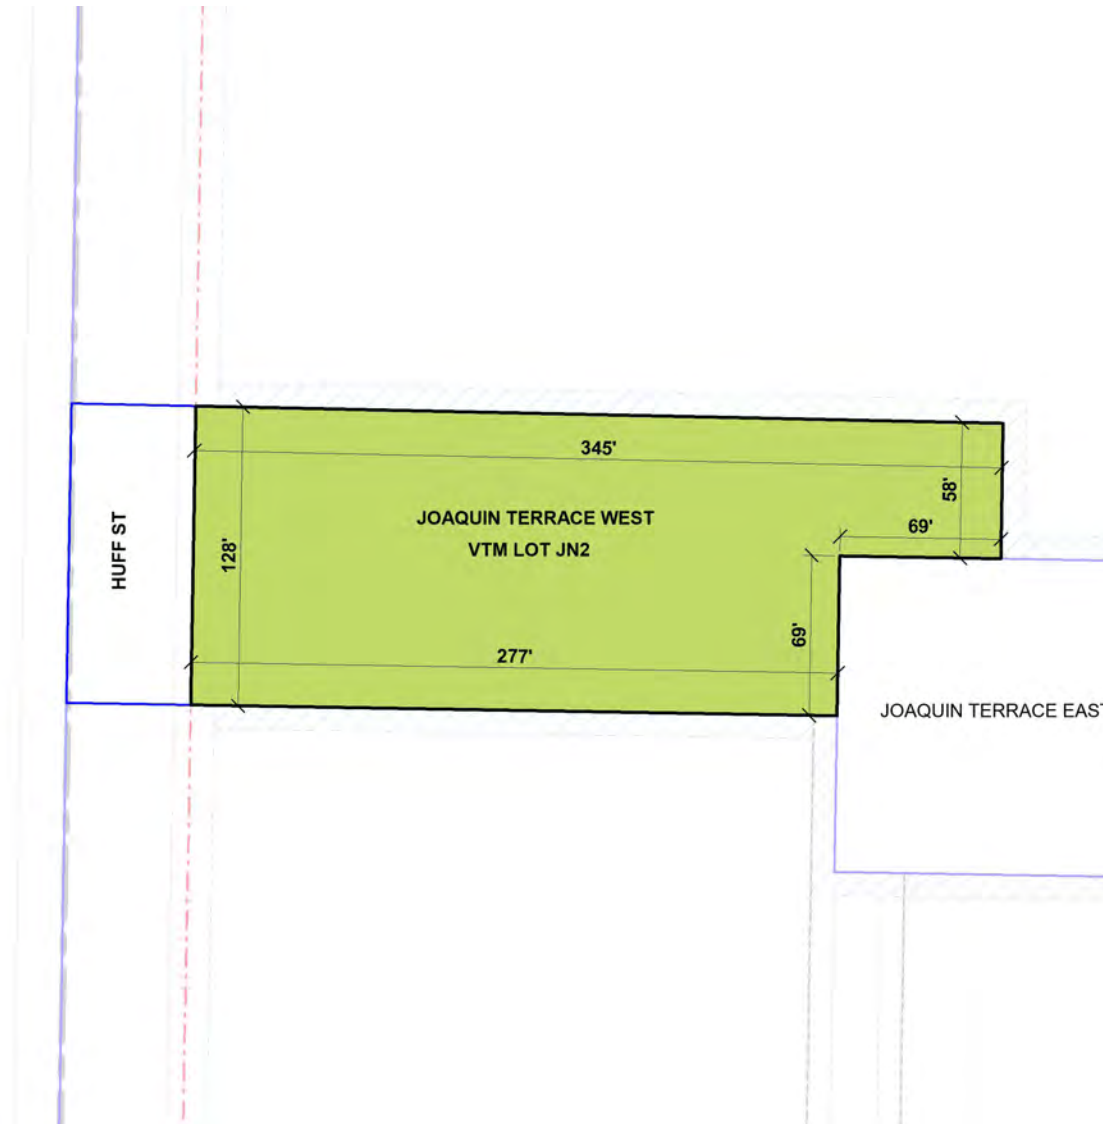 345'
58'
JOAQUIN TERRACE WEST
VTM LOT JN2
69'
HUFF ST
128'
69'
277'
JOAQUIN TERRACE EAST